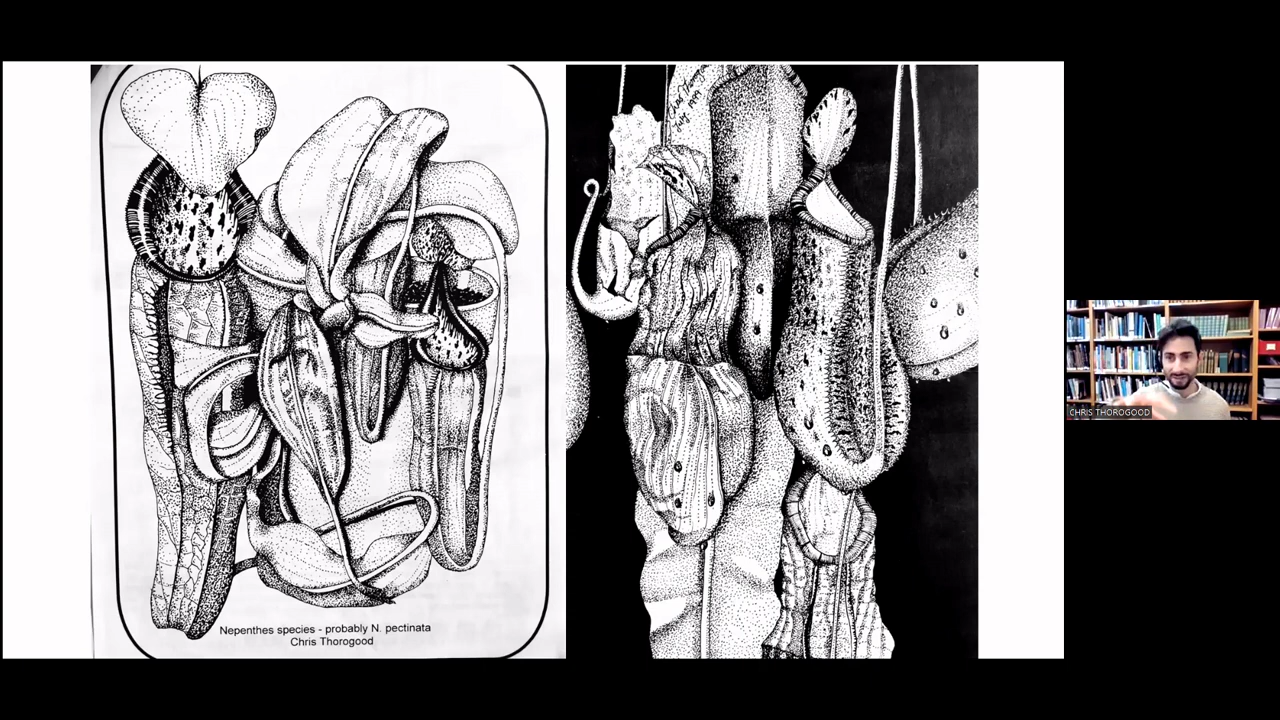 Nepenthes species - probably N. pectinata
Chris Thorogood
CHRIS THOROGOOD